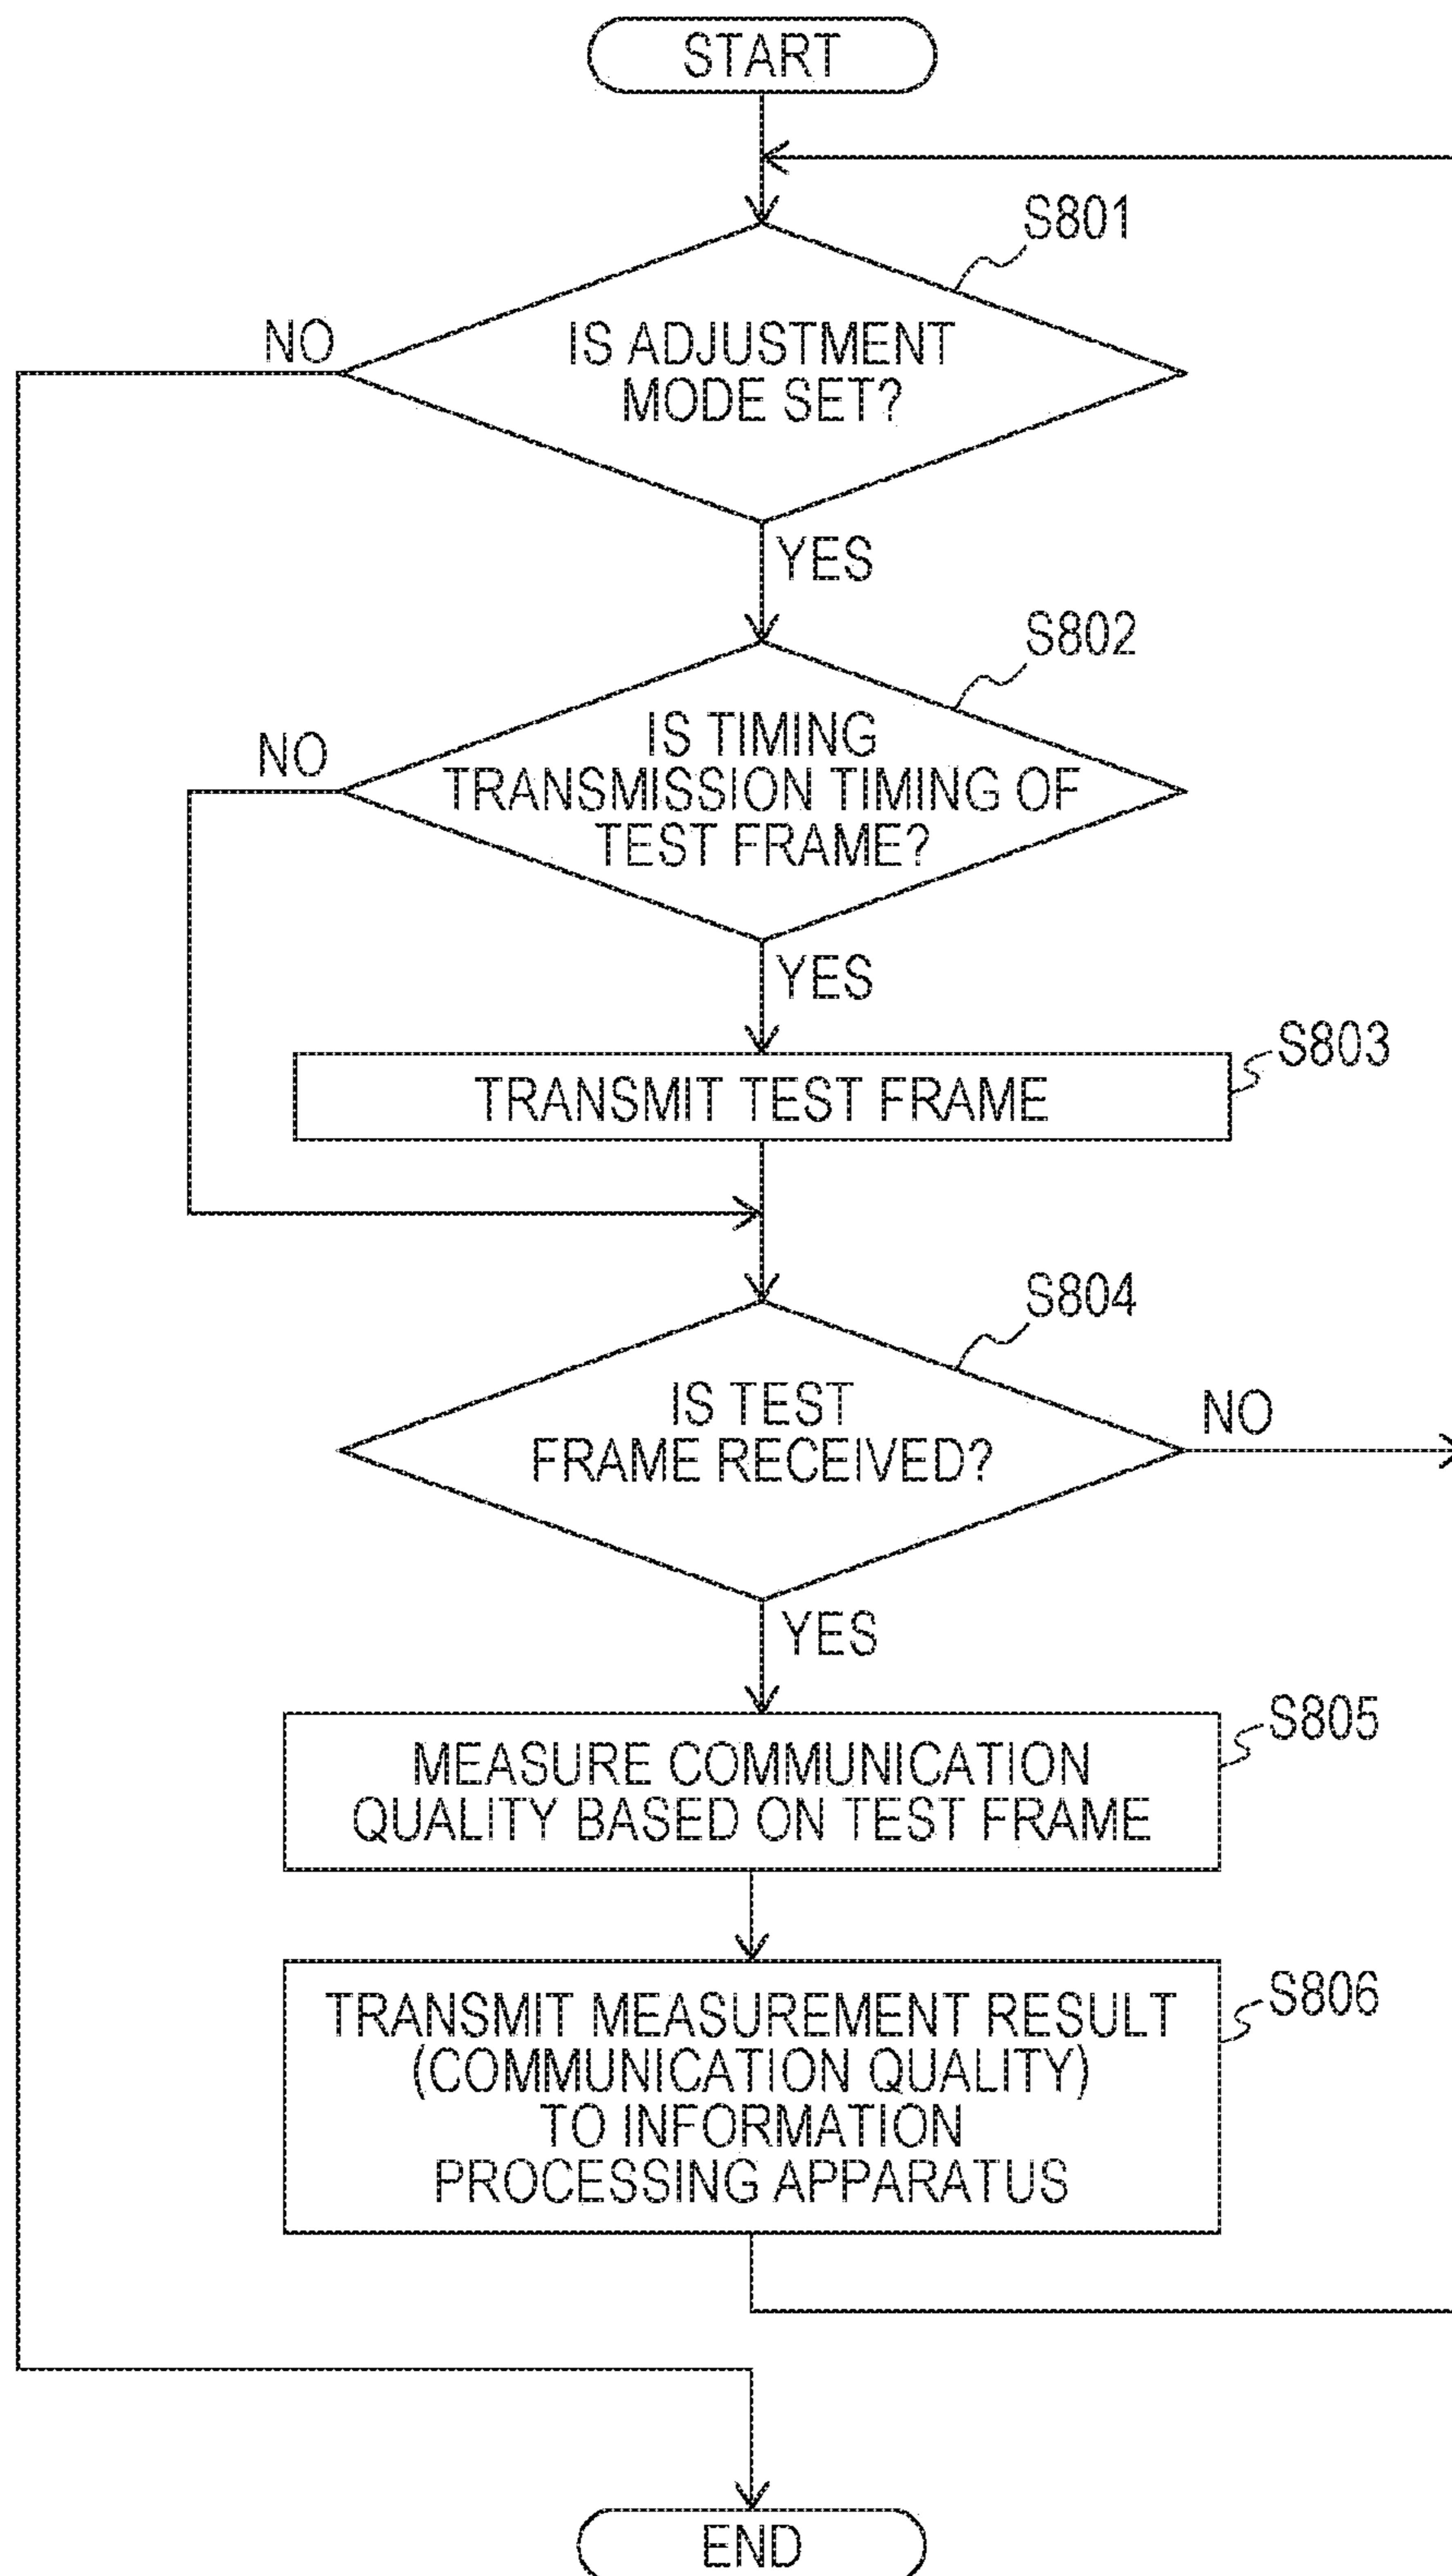 START
S801
NO
IS ADJUSTMENT
MODE SET?
YES
S802
NO
IS TIMING
TRANSMISSION TIMING OF
TEST FRAME?
YES
S803
TRANSMIT TEST FRAME
S804
IS TEST
FRAME RECEIVED?
NO
YES
S805
MEASURE COMMUNICATION
QUALITY BASED ON TEST FRAME
S806
TRANSMIT MEASUREMENT RESULT
(COMMUNICATION QUALITY)
TO INFORMATION
PROCESSING APPARATUS
END